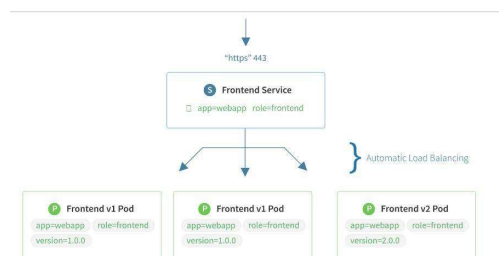 "https" 443
S Frontend Service
app=webapp role=frontend
Automatic Load Balancing
P Frontend v1 Pod
app=webapp role=frontend
version=1.0.0
P Frontend v1 Pod
app=webapp role=frontend
version=1.0.0
P Frontend v2 Pod
app=webapp role=frontend
version=2.0.0